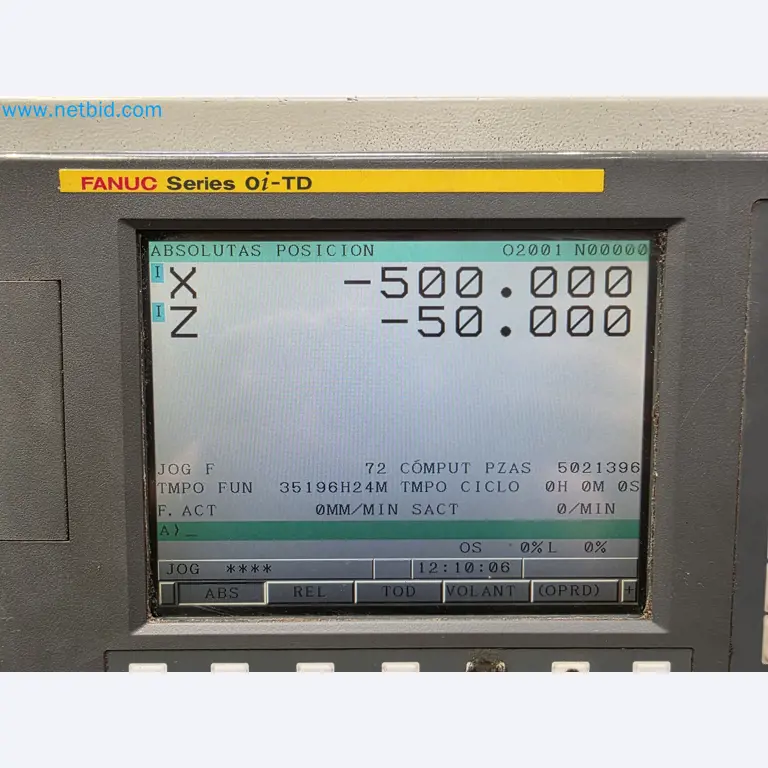 www.netbid.com
FANUC Series 0i-TD
ABSOLUTAS POSICION O2001 N00000
I X -500.000
I Z -50.000
JOG F 72 CÓMPUT PZAS 5021396
TMPO FUN 35196H24M TMPO CICLO 0H 0M 0S
F. ACT 0MM/MIN SACT 0/MIN
A)_
OS 0% L 0%
JOG **** 12:10:06
ABS REL TOD VOLANT (OPRD) +